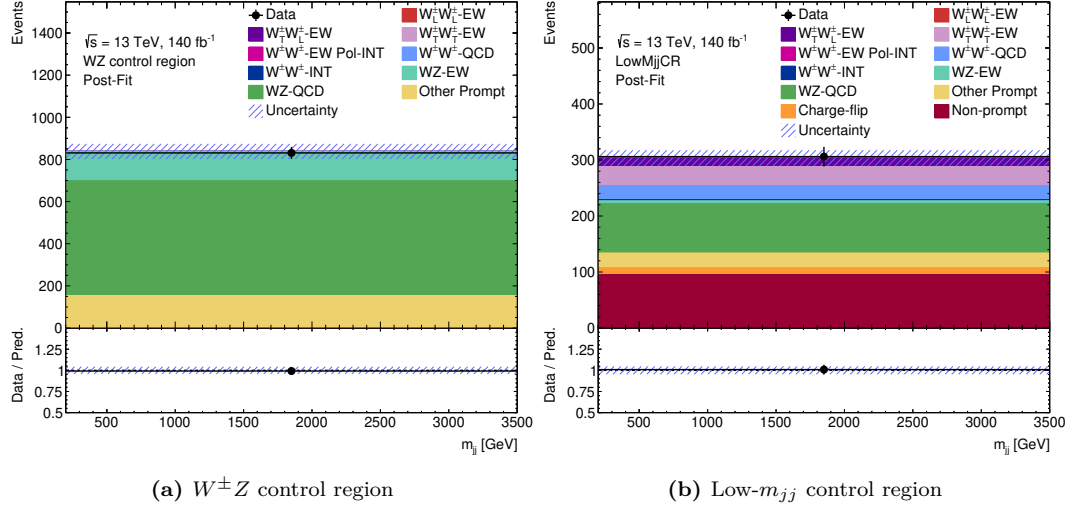 Events
1400
1200
1000
800
600
400
200
0
√s = 13 TeV, 140 fb⁻¹
WZ control region
Post-Fit
Data
W±TW±L-EW
W±W±-EW Pol-INT
W±W±-INT
WZ-QCD
Uncertainty
W±LW±L-EW
W±TW±T-EW
W±W±-QCD
WZ-EW
Other Prompt
Data / Pred.
1.25
1
0.75
0.5
500 1000 1500 2000 2500 3000 3500
mjj [GeV]
(a) W±Z control region
Events
500
400
300
200
100
0
√s = 13 TeV, 140 fb⁻¹
LowMjjCR
Post-Fit
Data
W±TW±L-EW
W±W±-EW Pol-INT
W±W±-INT
WZ-QCD
Charge-flip
Uncertainty
W±LW±L-EW
W±TW±T-EW
W±W±-QCD
WZ-EW
Other Prompt
Non-prompt
Data / Pred.
1.25
1
0.75
0.5
500 1000 1500 2000 2500 3000 3500
mjj [GeV]
(b) Low-mjj control region